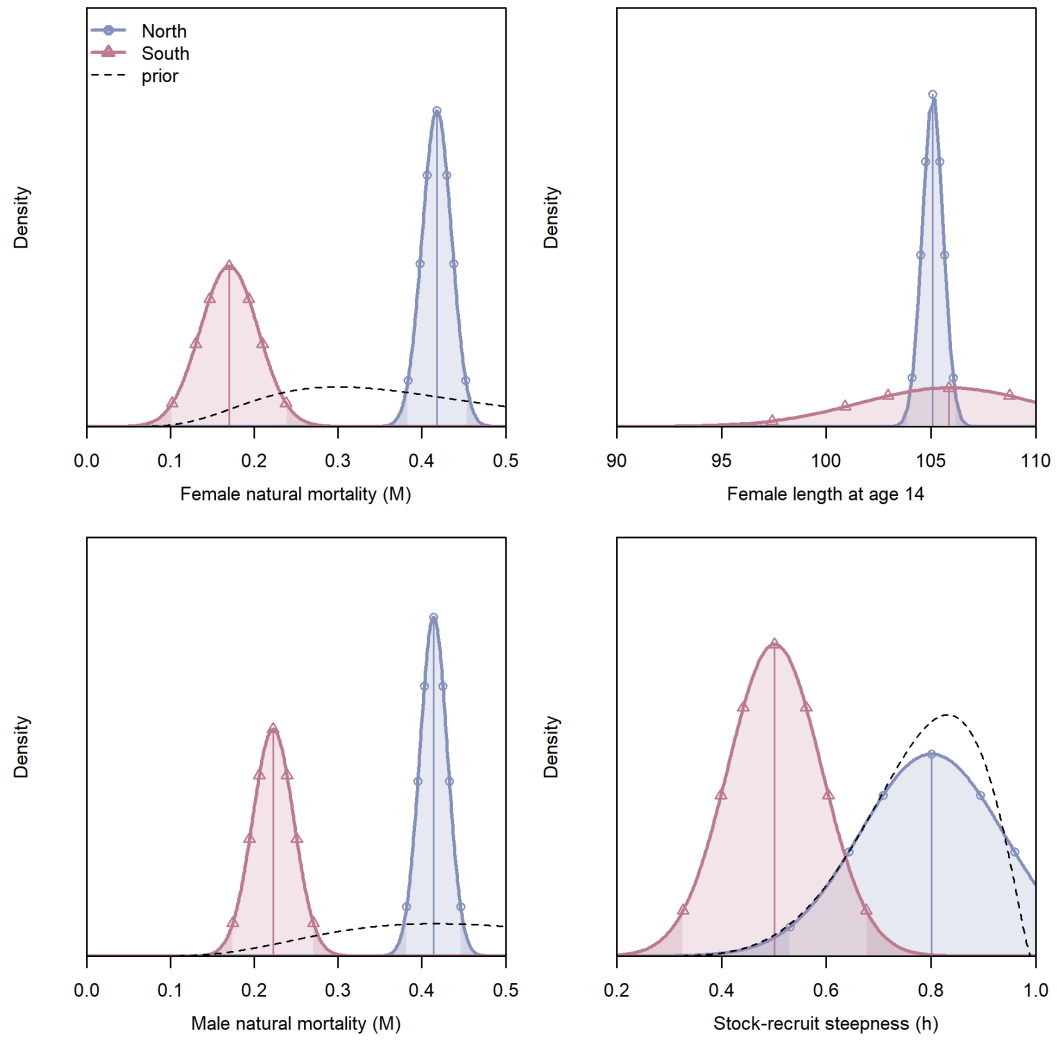 North
South
prior
Density
0.0 0.1 0.2 0.3 0.4 0.5
Female natural mortality (M)
Density
90 95 100 105 110
Female length at age 14
Density
0.0 0.1 0.2 0.3 0.4 0.5
Male natural mortality (M)
Density
0.2 0.4 0.6 0.8 1.0
Stock-recruit steepness (h)